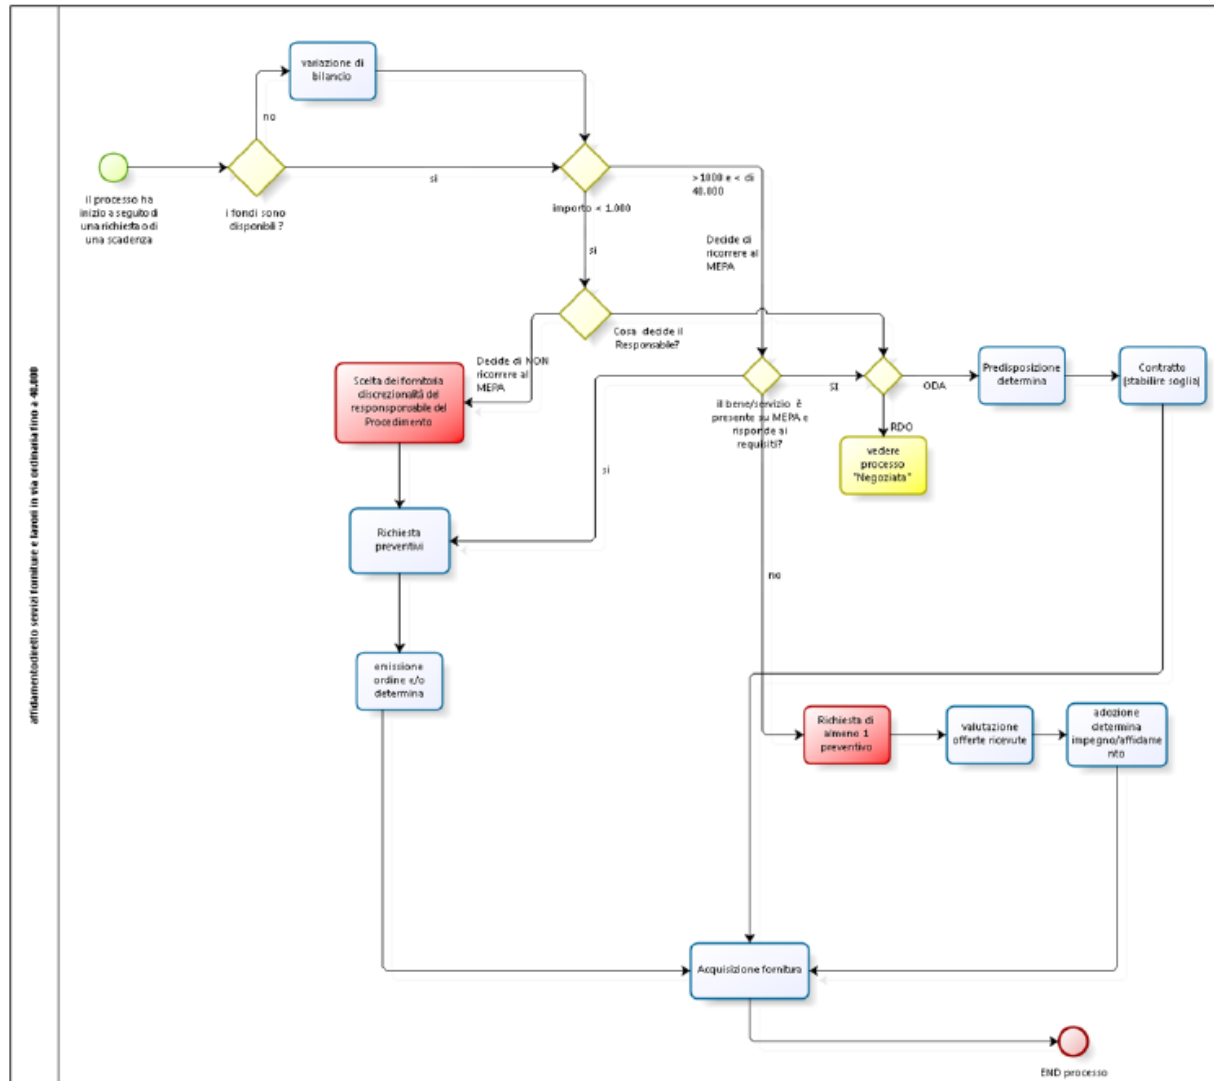 affidamentodiretto servizi forniture e lavori in via ordinaria fino a 40.000
variazione di
bilancio
no
si
il processo ha
inizio a seguito di
una richiesta o di
una scadenza
i fondi sono
disponibili ?
importo < 1.000
> 1000 e < di
40.000
si
Decide di
ricorrere al
MEPA
Cosa decide il
Responsabile?
Decide di NON
ricorrere al
MEPA
Scelta dei fornitoria
discrezionalità del
responsponsabile del
Procedimento
il bene/servizio è
presente su MEPA e
risponde ai
requisiti?
SI
ODA
Predisposizione
determina
Contratto
(stabilire soglia)
RDO
vedere
processo
"Negoziata"
si
Richiesta
preventivi
no
emissione
ordine e/o
determina
Richiesta di
almeno 1
preventivo
valutazione
offerte ricevute
adozione
determina
impegno/affidame
nto
Acquisizione fornitura
END processo